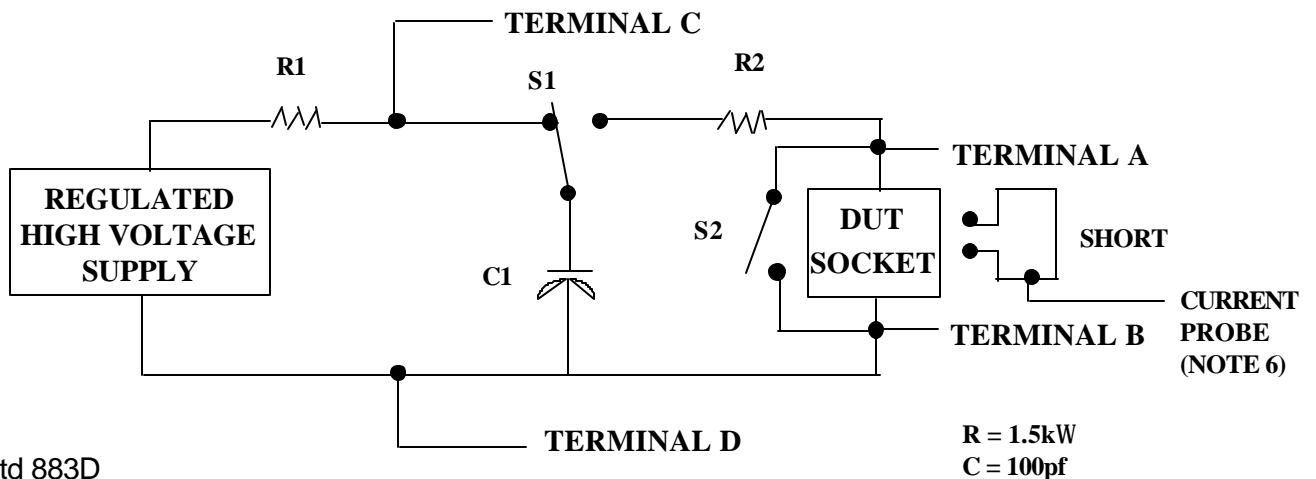 TERMINAL C
R1
S1
R2
TERMINAL A
REGULATED
HIGH VOLTAGE
SUPPLY
S2
DUT
SOCKET
SHORT
C1
CURRENT
PROBE
(NOTE 6)
TERMINAL B
TERMINAL D
R = 1.5kW
C = 100pf
td 883D